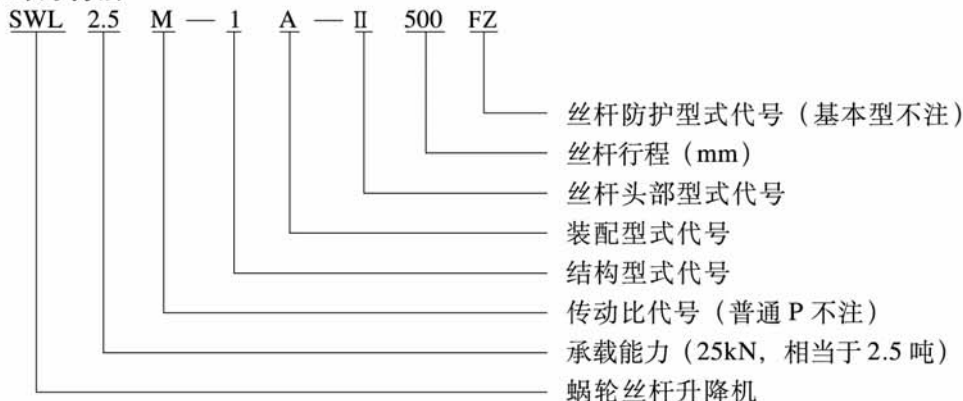 SWL 2.5 M — 1 A — Ⅱ 500 FZ
丝杆防护型式代号（基本型不注）
丝杆行程（mm）
丝杆头部型式代号
装配型式代号
结构型式代号
传动比代号（普通 P 不注）
承载能力（25kN，相当于 2.5 吨）
蜗轮丝杆升降机